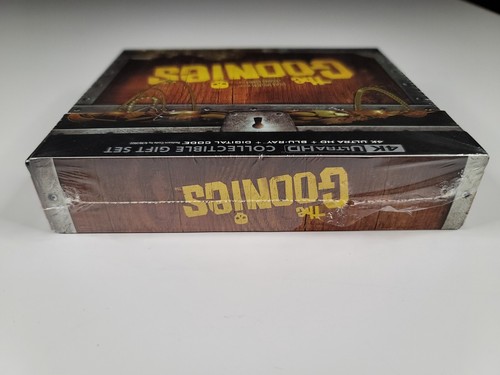 The
GOONIES
4K ULTRAHD COLLECTIBLE GIFT SET
4K ULTRA HD + BLU-RAY + DIGITAL CODE
The
GOONIES